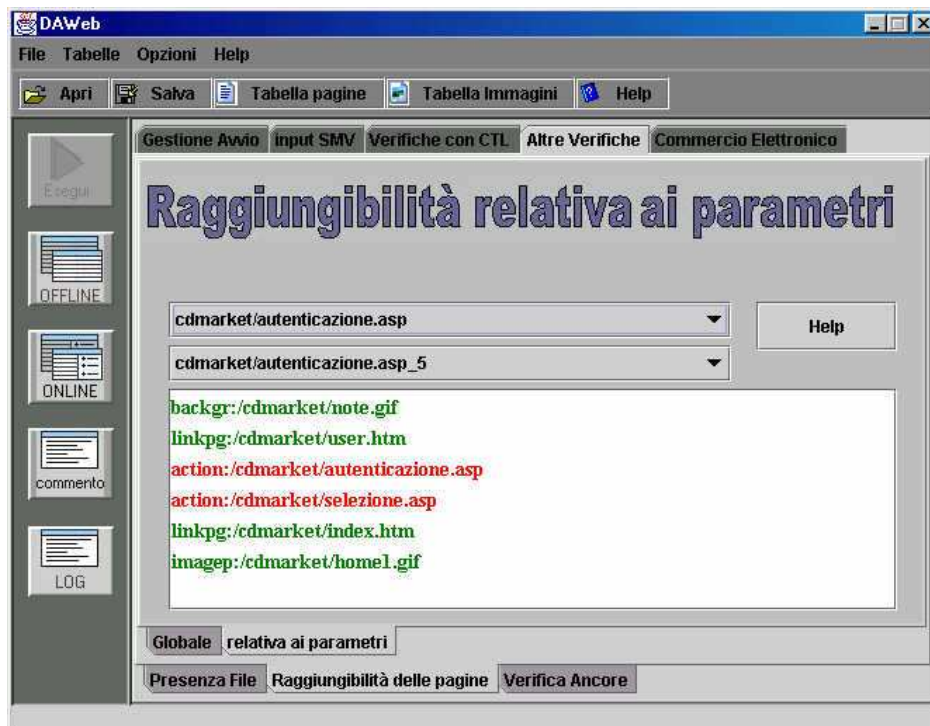 DAWeb
File Tabelle Opzioni Help
Apri Salva Tabella pagine Tabella Immagini Help
Gestione Avvio input SMV Verifiche con CTL Altre Verifiche Commercio Elettronico
Esegui
Raggiungibilità relativa ai parametri
OFFLINE
cdmarket/autenticazione.asp
Help
cdmarket/autenticazione.asp_5
ONLINE
backgr:/cdmarket/note.gif
linkpg:/cdmarket/user.htm
action:/cdmarket/autenticazione.asp
action:/cdmarket/selezione.asp
linkpg:/cdmarket/index.htm
imagep:/cdmarket/home1.gif
commento
LOG
Globale relativa ai parametri
Presenza File Raggiungibilità delle pagine Verifica Ancore